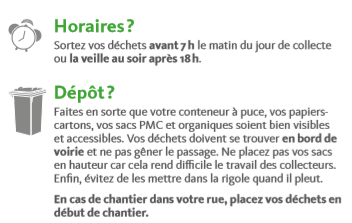 Horaires ?
Sortez vos déchets avant 7 h le matin du jour de collecte
ou la veille au soir après 18 h.
Dépôt ?
Faites en sorte que votre conteneur à puce, vos papiers-
cartons, vos sacs PMC et organiques soient bien visibles
et accessibles. Vos déchets doivent se trouver en bord de
voirie et ne pas gêner le passage. Ne placez pas vos sacs
en hauteur car cela rend difficile le travail des collecteurs.
Enfin, évitez de les mettre dans la rigole quand il pleut.
En cas de chantier dans votre rue, placez vos déchets en
début de chantier.